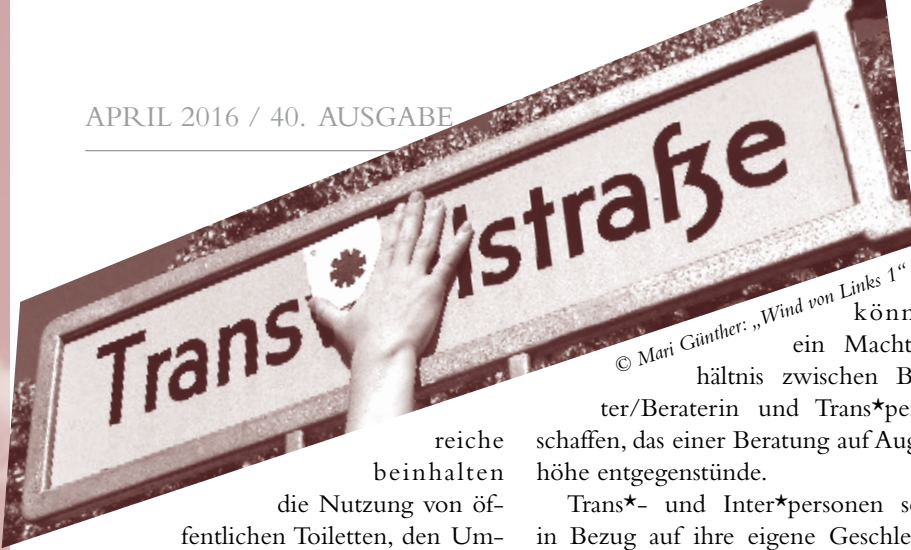 APRIL 2016 / 40. AUSGABE
Trans
lstraße
© Mari Günther: „Wind von Links 1“
reiche
beinhalten
die Nutzung von öf-
fentlichen Toiletten, den Um-
könn
ein Macht
hältnis zwischen B
ter/Beraterin und Trans★pe
schaffen, das einer Beratung auf Aug
höhe entgegenstünde.
Trans★- und Inter★personen s
in Bezug auf ihre eigene Geschle